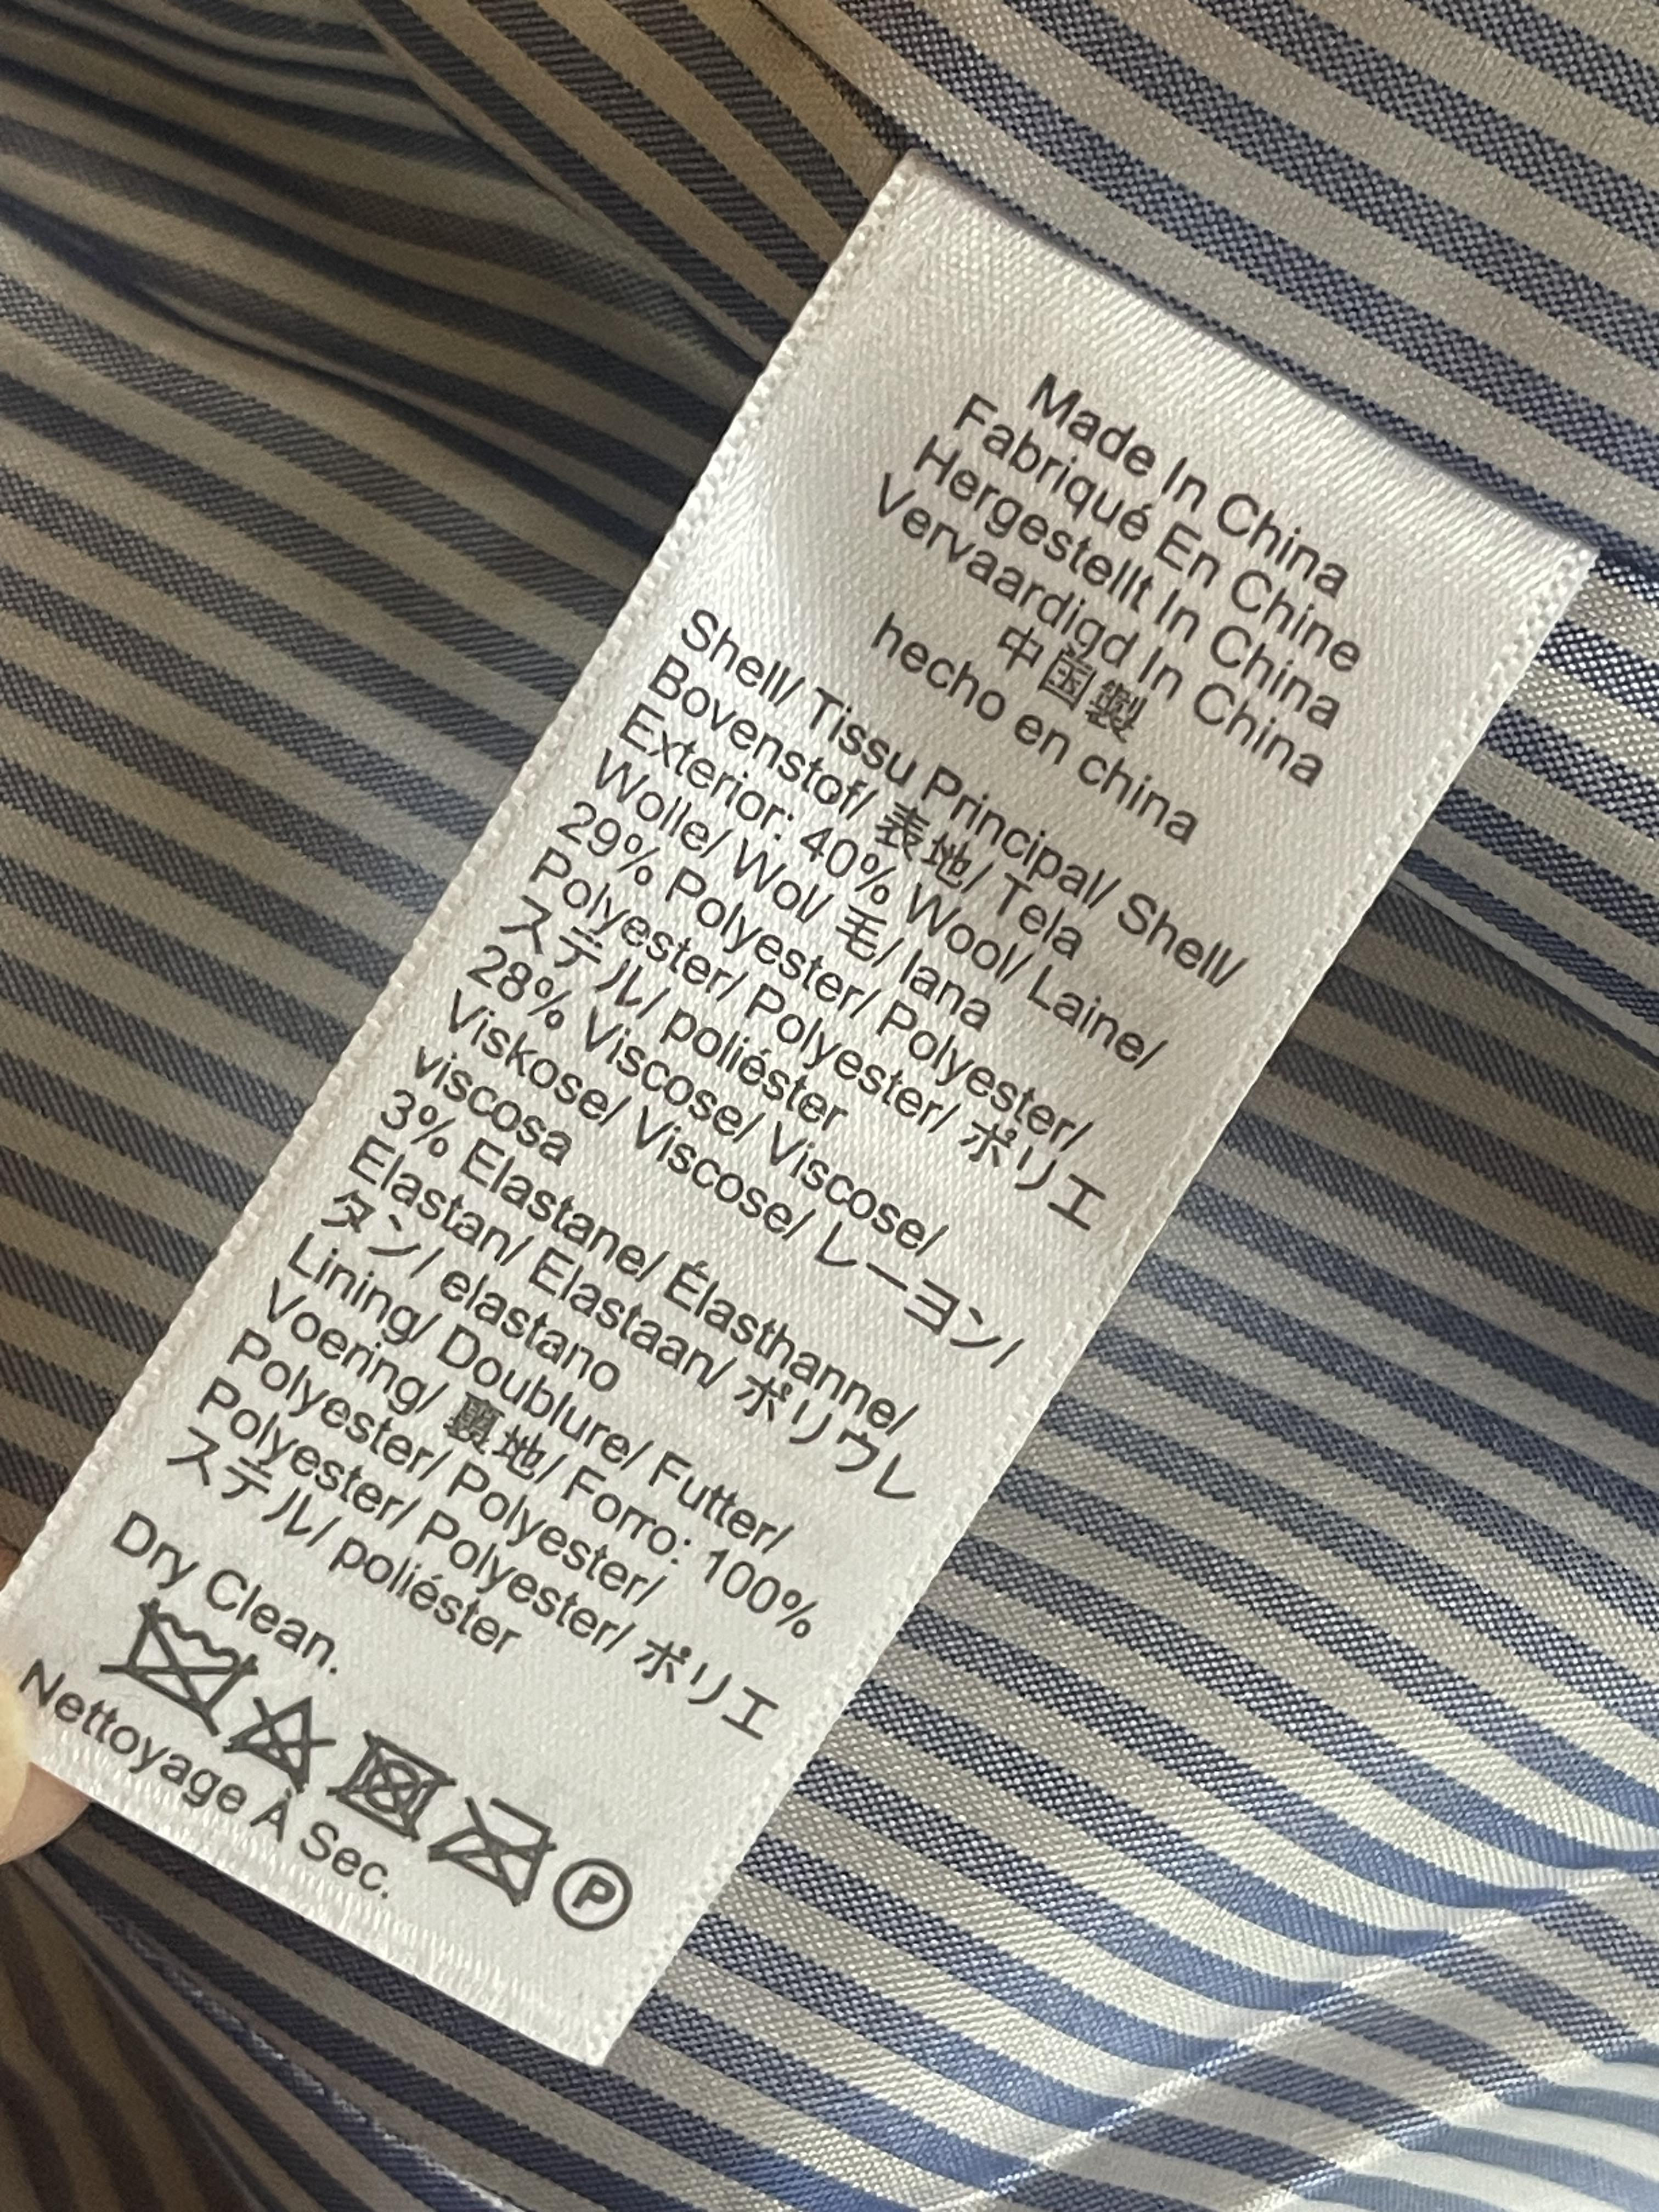 Made In China
Fabriqué En Chine
Hergestellt In China
Vervaardigd In China
中国製
hecho en china
Shell/ Tissu Principal/ Shell/
Bovenstof/ 表地/ Tela
Exterior: 40% Wool/ Laine/
Wolle/ Wol/ 毛/ lana
29% Polyester/ Polyester/
Polyester/ Polyester/ ポリエ
ステル/ poliéster
28% Viscose/ Viscose/
Viskose/ Viscose/ レーヨン/
viscosa
3% Elastane/ Élasthanne/
Elastan/ Elastaan/ ポリウレ
タン/ elastano
Lining/ Doublure/ Futter/
Voering/ 裏地/ Forro: 100%
Polyester/ Polyester/
Polyester/ Polyester/ ポリエ
ステル/ poliéster
Dry Clean.
P
Nettoyage À Sec.